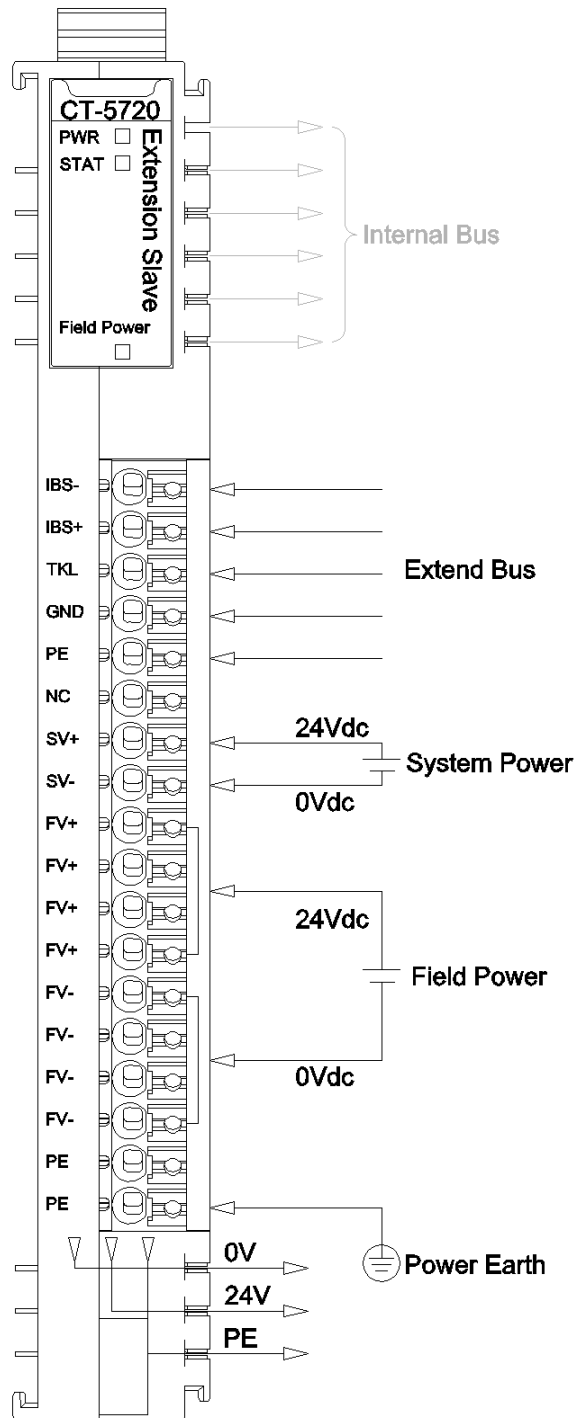 CT-5720
PWR
STAT
Extension Slave
Field Power
Internal Bus
IBS-
IBS+
TKL
GND
PE
NC
SV+
SV-
FV+
FV+
FV+
FV+
FV-
FV-
FV-
FV-
PE
PE
Extend Bus
24Vdc
System Power
0Vdc
24Vdc
Field Power
0Vdc
Power Earth
0V
24V
PE